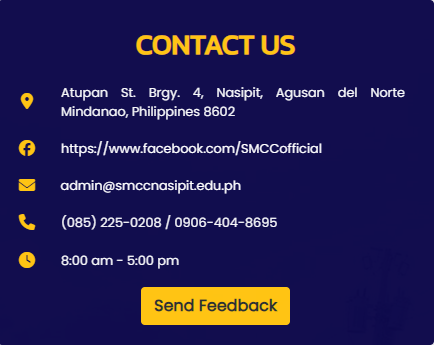 CONTACT US
Atupan St. Brgy. 4, Nasipit, Agusan del Norte
Mindanao, Philippines 8602
https://www.facebook.com/SMCCofficial
admin@smccnasipit.edu.ph
(085) 225-0208 / 0906-404-8695
8:00 am - 5:00 pm
Send Feedback